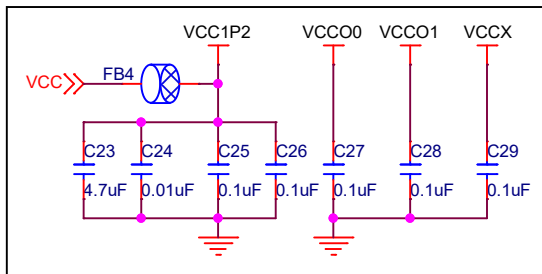 VCC1P2 VCCO0 VCCO1 VCCX
FB4
VCC
C23 C24 C25 C26 C27 C28 C29
4.7uF 0.01uF 0.1uF 0.1uF 0.1uF 0.1uF 0.1uF